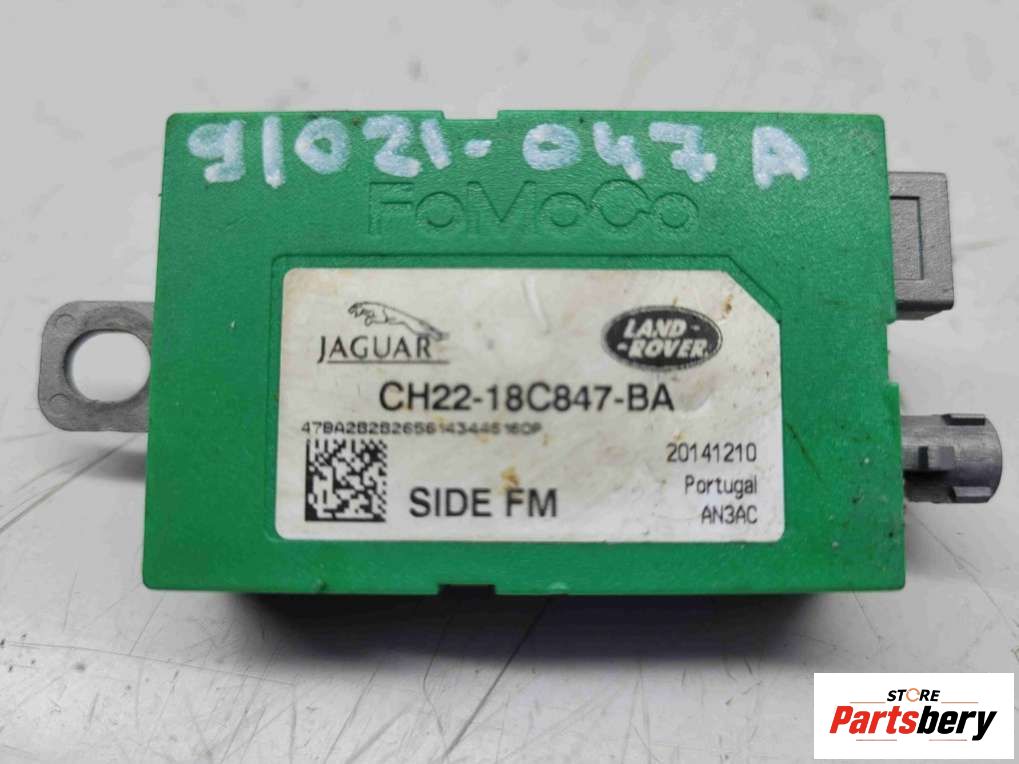 91021-047A
FoMoCo
JAGUAR
LAND-
-ROVER
CH22-18C847-BA
20141210
Portugal
SIDE FM
AN3AC
STORE
Partsbery